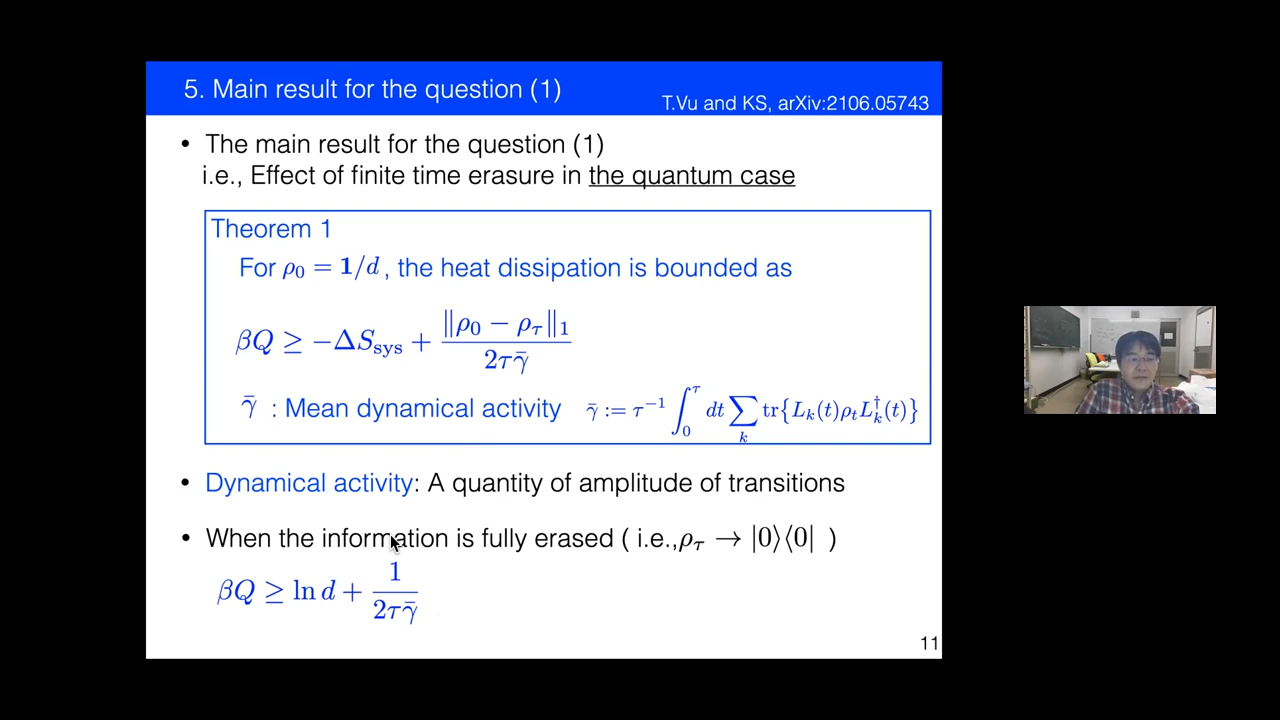 5. Main result for the question (1)
T.Vu and KS, arXiv:2106.05743
• The main result for the question (1)
i.e., Effect of finite time erasure in the quantum case
Theorem 1
For ρ₀ = 𝟏/d , the heat dissipation is bounded as
βQ ≥ −ΔS_sys + ‖ρ₀ − ρ_τ‖₁ / 2τγ̄
γ̄ : Mean dynamical activity γ̄ := τ⁻¹ ∫₀^τ dt ∑_k tr{L_k(t)ρ_t L_k^†(t)}
• Dynamical activity: A quantity of amplitude of transitions
• When the information is fully erased ( i.e.,ρ_τ → |0⟩⟨0| )
βQ ≥ ln d + 1 / 2τγ̄
11